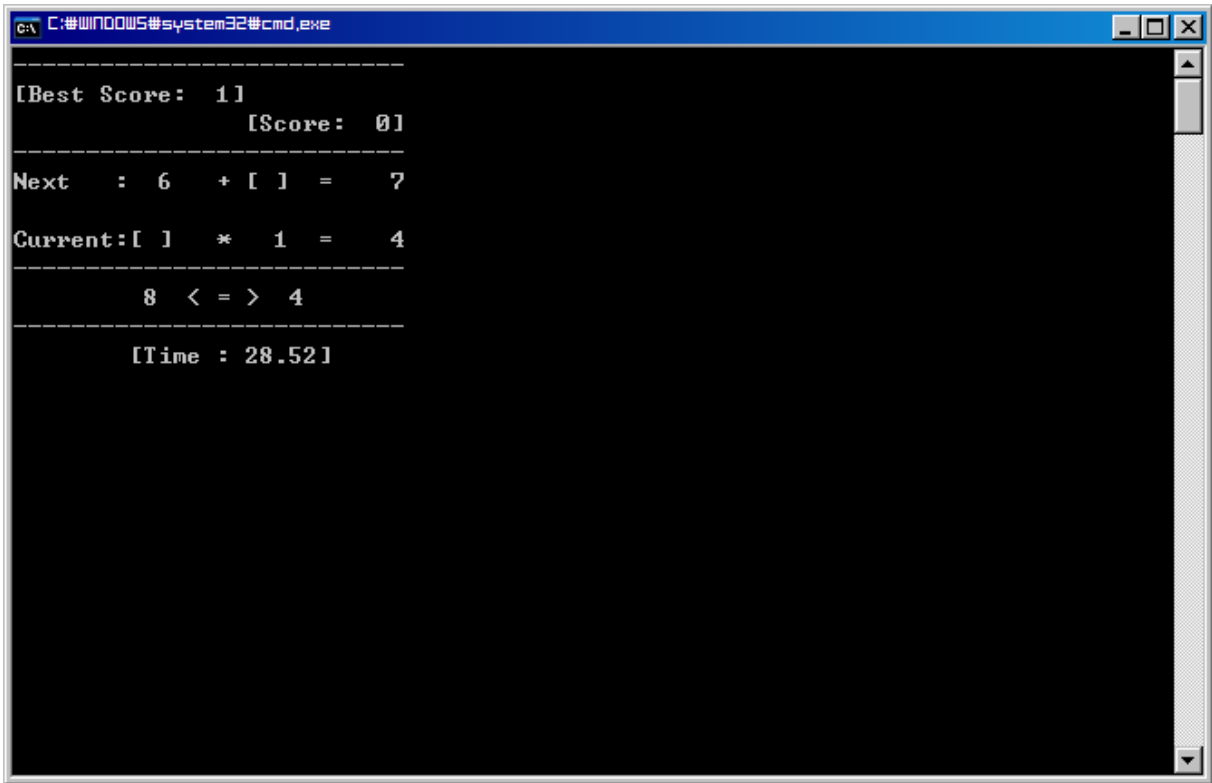 C:\ C:#WINDOWS#system32#cmd.exe
---------------------------
[Best Score:  1]
                [Score:  0]
---------------------------
Next   :  6   + [ ]  =    7
Current:[ ]   *   1  =    4
---------------------------
         8  < = >  4
---------------------------
        [Time : 28.52]